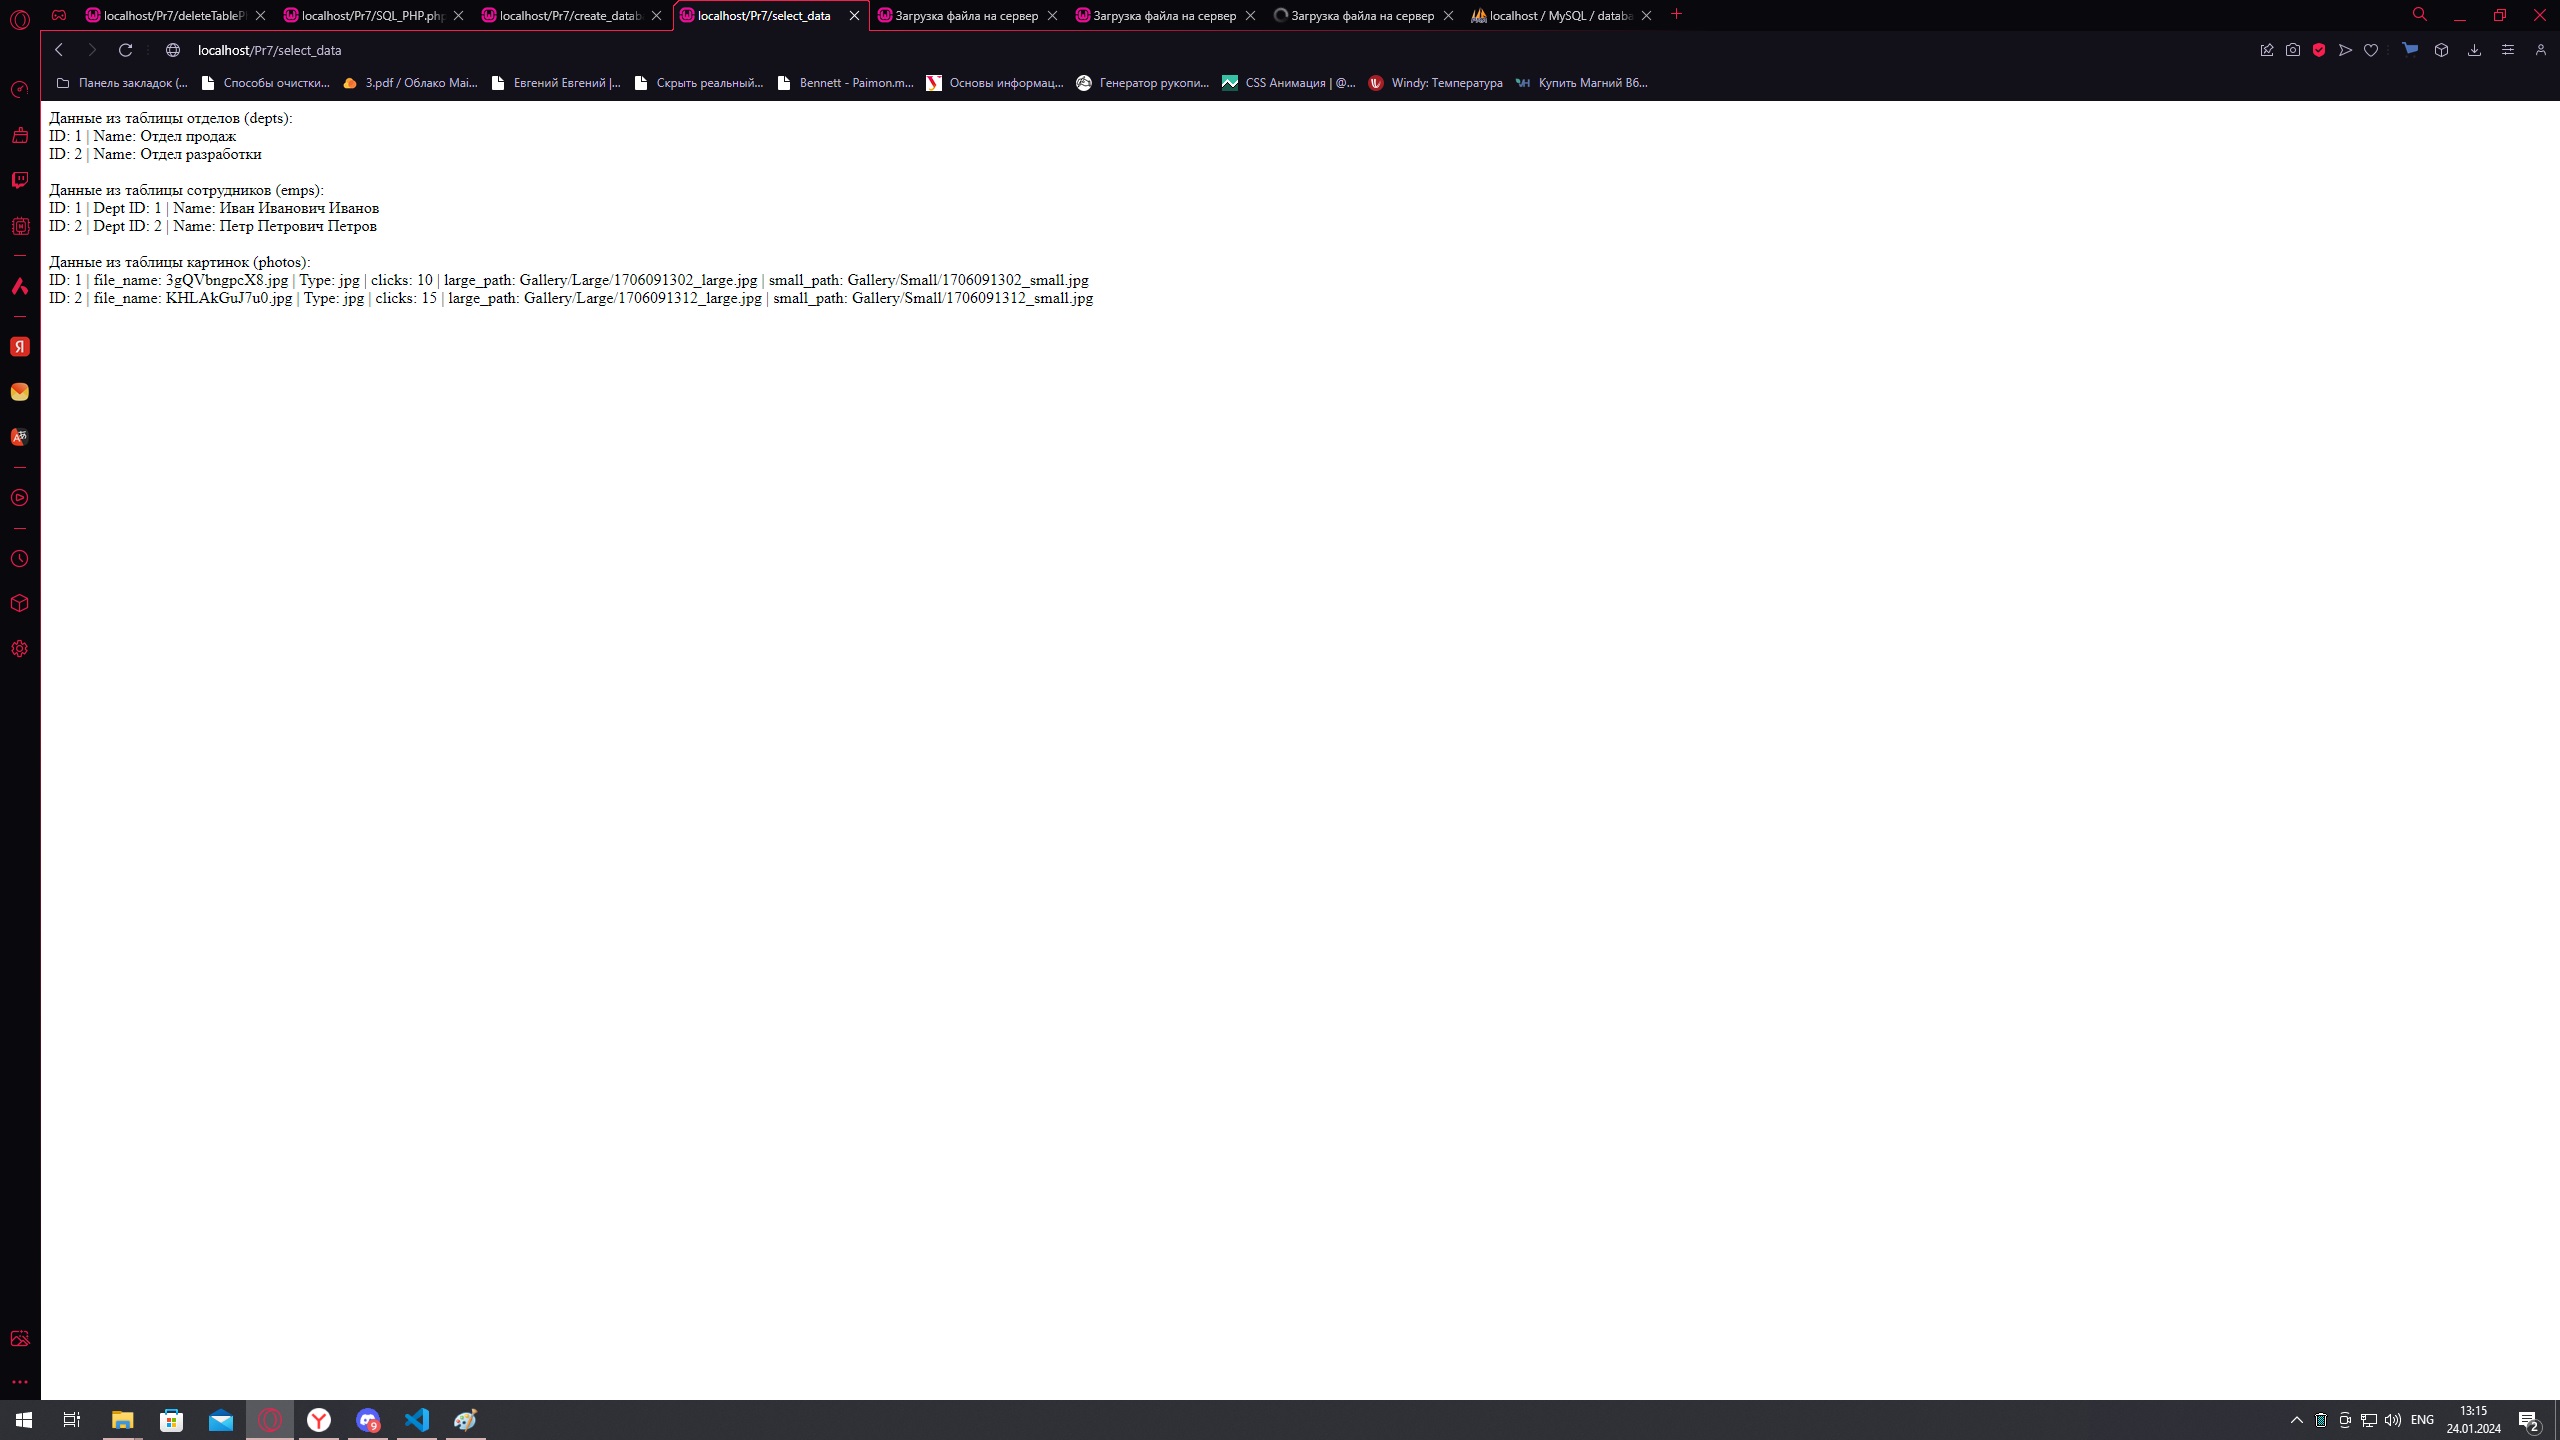 localhost/Pr7/deleteTableP
localhost/Pr7/SQL_PHP.php
localhost/Pr7/create_datab
localhost/Pr7/select_data
Загрузка файла на сервер
Загрузка файла на сервер
Загрузка файла на сервер
localhost / MySQL / databa
localhost/Pr7/select_data
Панель закладок (...
Способы очистки...
3.pdf / Облако Mai...
Евгений Евгений |...
Скрыть реальный...
Bennett - Paimon.m...
Основы информац...
Генератор рукопи...
CSS Анимация | @...
Windy: Температура
Купить Магний B6...
Данные из таблицы отделов (depts):
ID: 1 | Name: Отдел продаж
ID: 2 | Name: Отдел разработки
Данные из таблицы сотрудников (emps):
ID: 1 | Dept ID: 1 | Name: Иван Иванович Иванов
ID: 2 | Dept ID: 2 | Name: Петр Петрович Петров
Данные из таблицы картинок (photos):
ID: 1 | file_name: 3gQVbngpcX8.jpg | Type: jpg | clicks: 10 | large_path: Gallery/Large/1706091302_large.jpg | small_path: Gallery/Small/1706091302_small.jpg
ID: 2 | file_name: KHLAkGuJ7u0.jpg | Type: jpg | clicks: 15 | large_path: Gallery/Large/1706091312_large.jpg | small_path: Gallery/Small/1706091312_small.jpg
9
ENG
13:15
24.01.2024
2